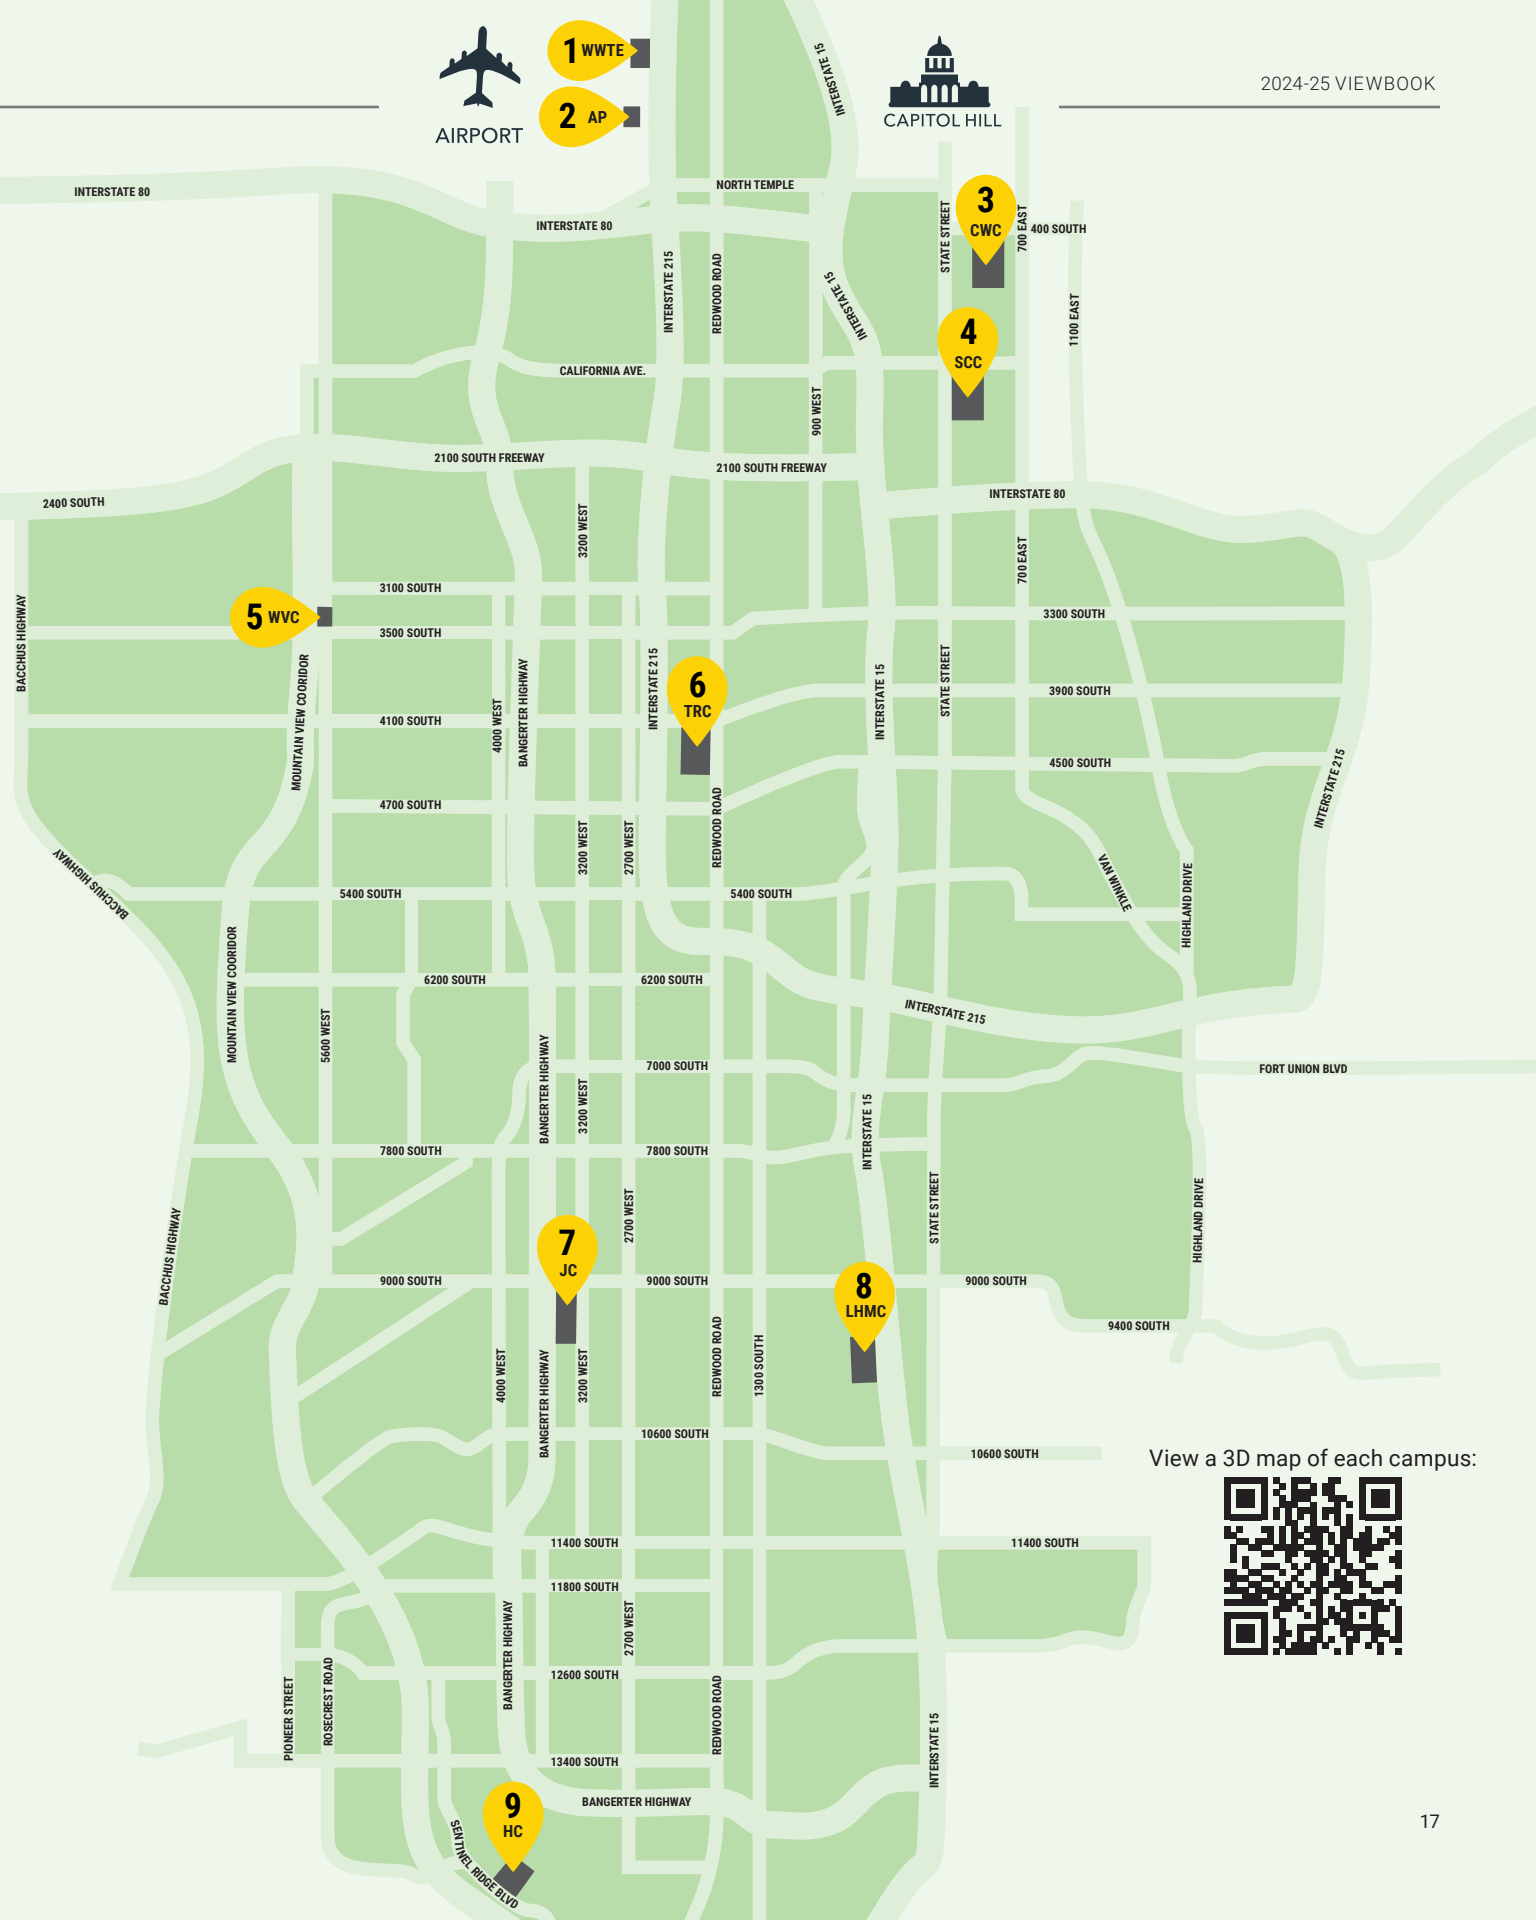 1 WWTE
2 AP
AIRPORT
CAPITOL HILL
2024-25 VIEWBOOK
INTERSTATE 15
INTERSTATE 80
NORTH TEMPLE
INTERSTATE 80
3
CWC
STATE STREET
700 EAST
400 SOUTH
INTERSTATE 215
REDWOOD ROAD
INTERSTATE 15
1100 EAST
4
SCC
CALIFORNIA AVE.
900 WEST
2100 SOUTH FREEWAY
2100 SOUTH FREEWAY
INTERSTATE 80
2400 SOUTH
3200 WEST
700 EAST
3100 SOUTH
5 WVC
3500 SOUTH
3300 SOUTH
BACCHUS HIGHWAY
MOUNTAIN VIEW COORIDOR
4000 WEST
BANGERTER HIGHWAY
INTERSTATE 215
6
TRC
INTERSTATE 15
STATE STREET
3900 SOUTH
4100 SOUTH
4500 SOUTH
INTERSTATE 215
4700 SOUTH
3200 WEST
2700 WEST
REDWOOD ROAD
BACCHUS HIGHWAY
VAN WINKLE
HIGHLAND DRIVE
5400 SOUTH
5400 SOUTH
MOUNTAIN VIEW COORIDOR
6200 SOUTH
6200 SOUTH
INTERSTATE 215
5600 WEST
BANGERTER HIGHWAY
3200 WEST
7000 SOUTH
FORT UNION BLVD
INTERSTATE 15
7800 SOUTH
7800 SOUTH
2700 WEST
STATE STREET
HIGHLAND DRIVE
BACCHUS HIGHWAY
7
JC
9000 SOUTH
9000 SOUTH
8
LHMC
9000 SOUTH
9400 SOUTH
4000 WEST
BANGERTER HIGHWAY
3200 WEST
REDWOOD ROAD
1300 SOUTH
10600 SOUTH
10600 SOUTH
View a 3D map of each campus:
11400 SOUTH
11400 SOUTH
11800 SOUTH
BANGERTER HIGHWAY
2700 WEST
12600 SOUTH
PIONEER STREET
ROSECREST ROAD
REDWOOD ROAD
INTERSTATE 15
13400 SOUTH
BANGERTER HIGHWAY
9
HC
SENTINEL RIDGE BLVD
17